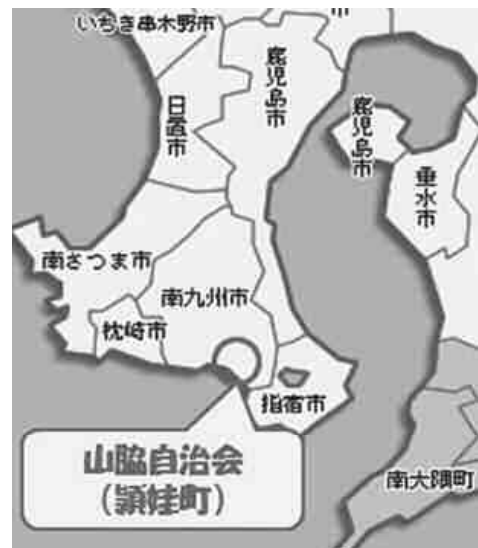 いちき串木野市
市
鹿児島市
日置市
鹿児島市
垂水市
南さつま市
南九州市
枕崎市
指宿市
山脇自治会
(頴娃町)
南大隅町